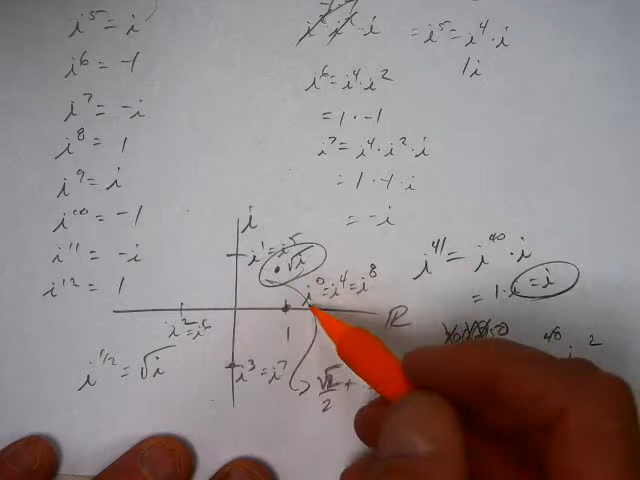 i⁵ = i
i⁶ = -1
i⁷ = -i
i⁸ = 1
i⁹ = i
i¹⁰ = -1
i¹¹ = -i
i¹² = 1
= i⁵ = i⁴ · i
1i
i⁶ = i⁴ · i²
= 1 · -1
i⁷ = i⁴ · i² · i
= 1 · -1 · i
= -i
i
i¹ = i⁵
√i
i⁰ = i⁴ = i⁸
ℝ
i² = i⁶
1
i³ = i⁷
i^{1/2} = √i
√2/2 +
i⁴¹ = i⁴⁰ · i
= 1 · i = i